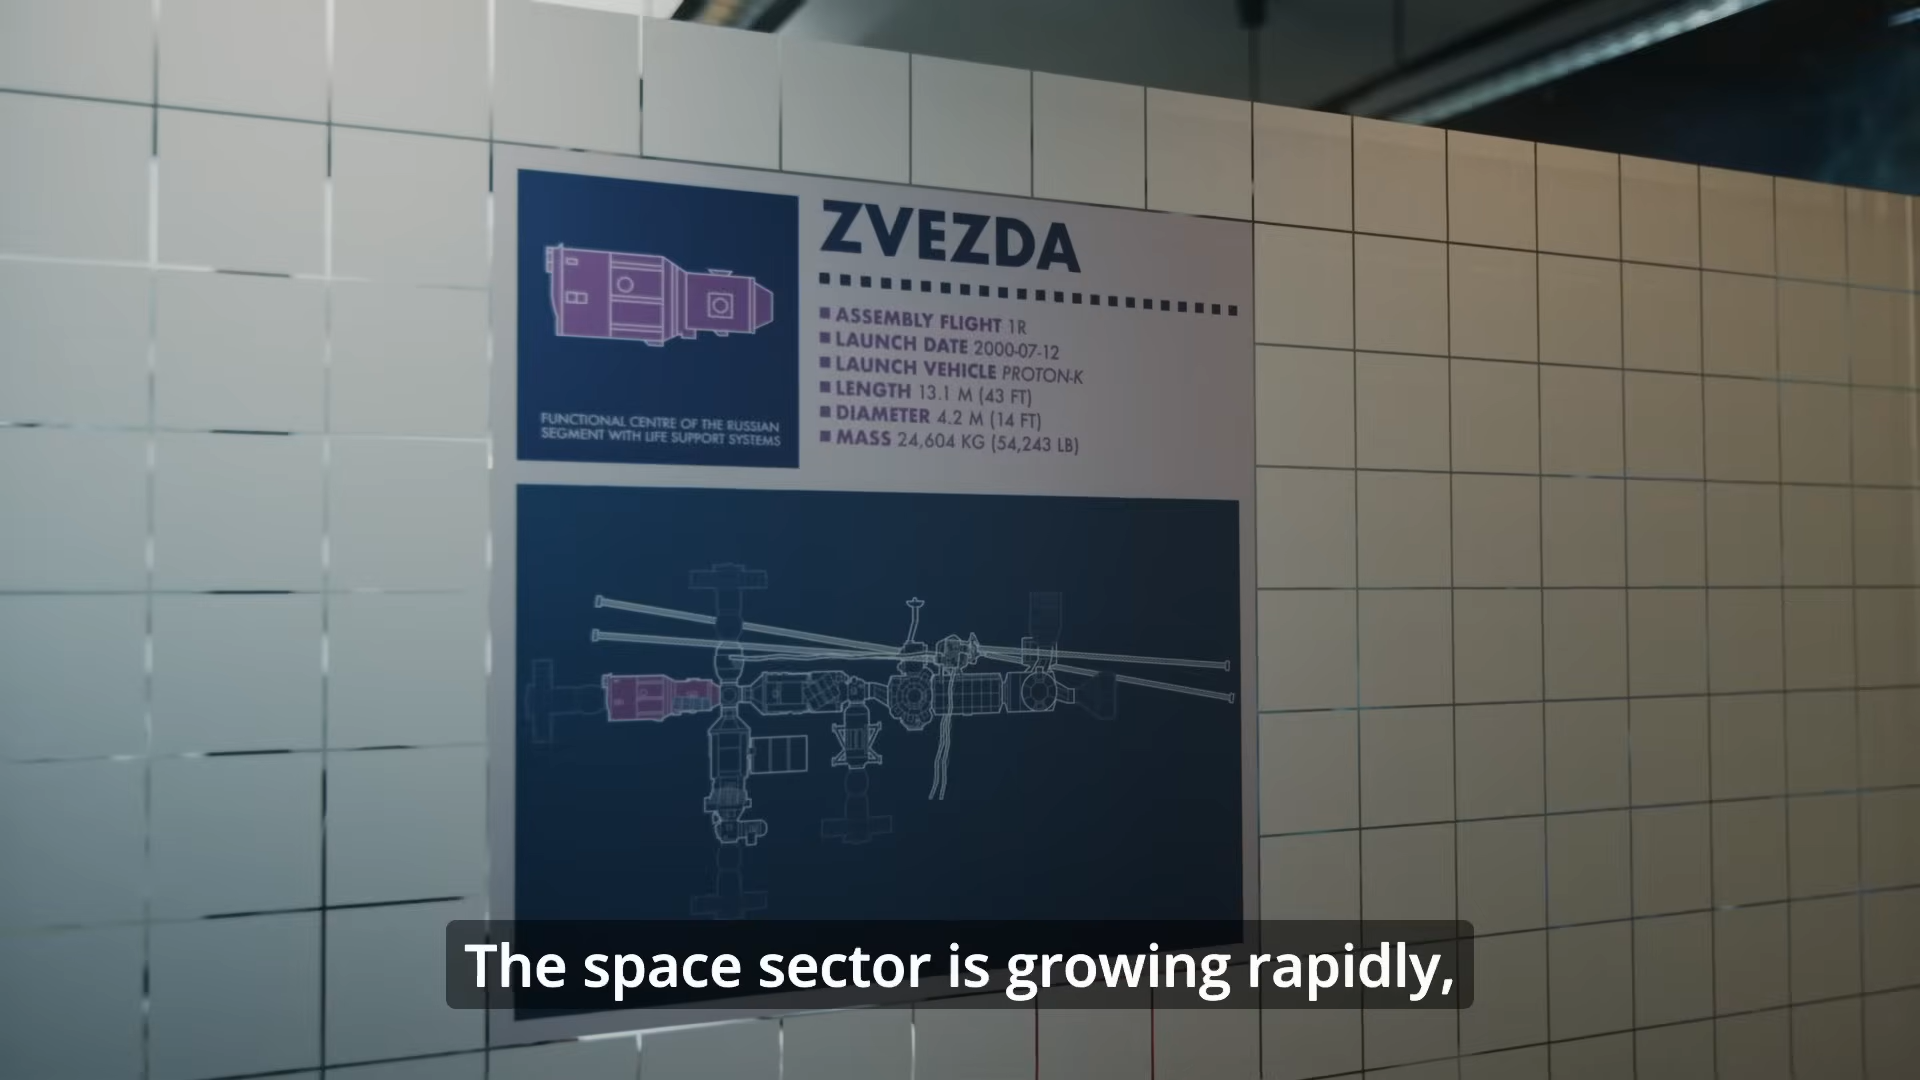 ZVEZDA
ASSEMBLY FLIGHT 1R
LAUNCH DATE 2000-07-12
LAUNCH VEHICLE PROTON-K
LENGTH 13.1 M (43 FT)
DIAMETER 4.2 M (14 FT)
MASS 24,604 KG (54,243 LB)
FUNCTIONAL CENTRE OF THE RUSSIAN
SEGMENT WITH LIFE SUPPORT SYSTEMS
The space sector is growing rapidly,